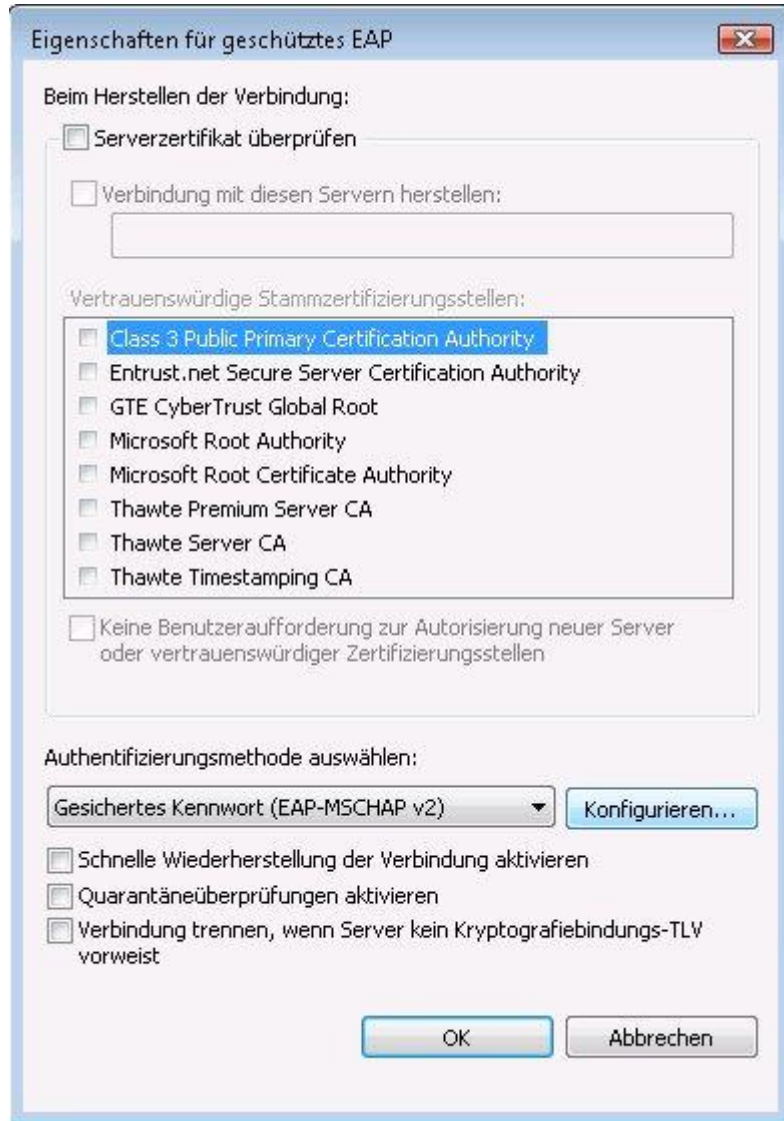 Eigenschaften für geschütztes EAP
Beim Herstellen der Verbindung:
Serverzertifikat überprüfen
Verbindung mit diesen Servern herstellen:
Vertrauenswürdige Stammzertifizierungsstellen:
Class 3 Public Primary Certification Authority
Entrust.net Secure Server Certification Authority
GTE CyberTrust Global Root
Microsoft Root Authority
Microsoft Root Certificate Authority
Thawte Premium Server CA
Thawte Server CA
Thawte Timestamping CA
Keine Benutzeraufforderung zur Autorisierung neuer Server
oder vertrauenswürdiger Zertifizierungsstellen
Authentifizierungsmethode auswählen:
Gesichertes Kennwort (EAP-MSCHAP v2)
Konfigurieren...
Schnelle Wiederherstellung der Verbindung aktivieren
Quarantäneüberprüfungen aktivieren
Verbindung trennen, wenn Server kein Kryptografiebindungs-TLV
vorweist
OK
Abbrechen